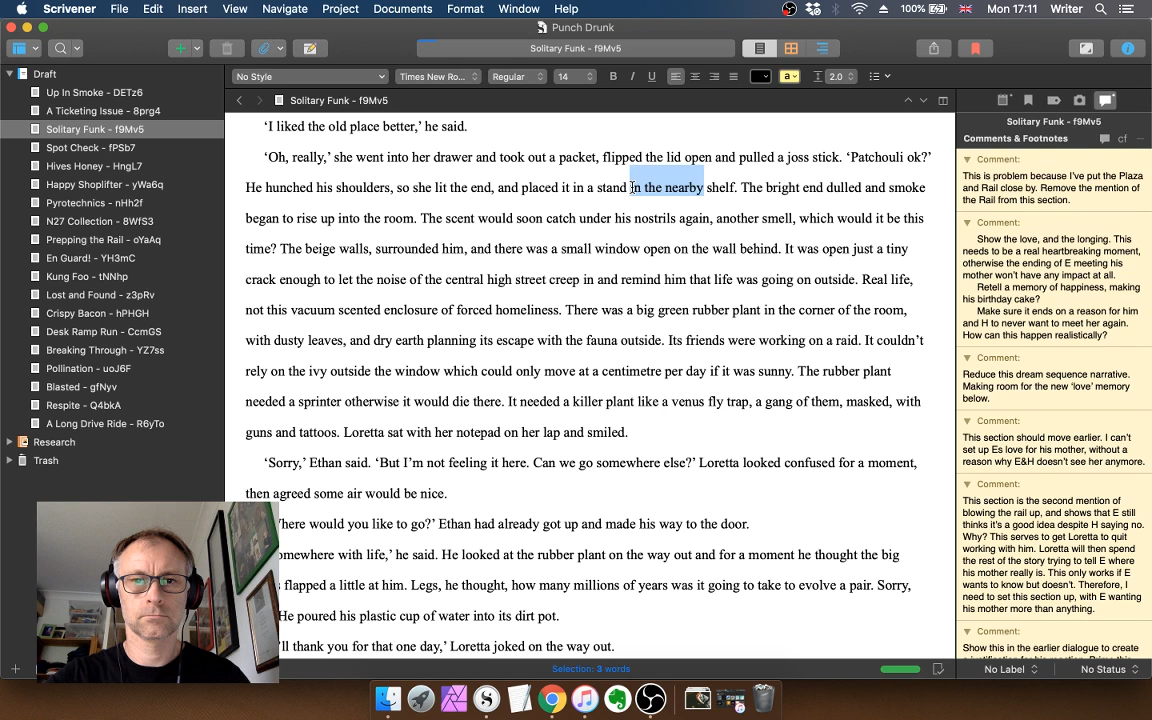 Scrivener File Edit Insert View Navigate Project Documents Format Window Help 100% Mon 17:11 Writer
Punch Drunk
Solitary Funk - f9Mv5
No Style Times New Ro... Regular 14 B I U a 2.0
Draft
Up In Smoke - DETz6
A Ticketing Issue - 8prg4
Solitary Funk - f9Mv5
Spot Check - fPSb7
Hives Honey - HngL7
Happy Shoplifter - yWa6q
Pyrotechnics - nHh2f
N27 Collection - 8WfS3
Prepping the Rail - oYaAq
En Guard! - YH3mC
Kung Foo - tNNhp
Lost and Found - z3pRv
Crispy Bacon - hPHGH
Desk Ramp Run - CcmGS
Breaking Through - YZ7ss
Pollination - uoJ6F
Blasted - gfNyv
Respite - Q4bkA
A Long Drive Ride - R6yTo
Research
Trash
Solitary Funk - f9Mv5
‘I liked the old place better,’ he said.
‘Oh, really,’ she went into her drawer and took out a packet, flipped the lid open and pulled a joss stick. ‘Patchouli ok?’
He hunched his shoulders, so she lit the end, and placed it in a stand in the nearby shelf. The bright end dulled and smoke
began to rise up into the room. The scent would soon catch under his nostrils again, another smell, which would it be this
time? The beige walls, surrounded him, and there was a small window open on the wall behind. It was open just a tiny
crack enough to let the noise of the central high street creep in and remind him that life was going on outside. Real life,
not this vacuum scented enclosure of forced homeliness. There was a big green rubber plant in the corner of the room,
with dusty leaves, and dry earth planning its escape with the fauna outside. Its friends were working on a raid. It couldn’t
rely on the ivy outside the window which could only move at a centimetre per day if it was sunny. The rubber plant
needed a sprinter otherwise it would die there. It needed a killer plant like a venus fly trap, a gang of them, masked, with
guns and tattoos. Loretta sat with her notepad on her lap and smiled.
‘Sorry,’ Ethan said. ‘But I’m not feeling it here. Can we go somewhere else?’ Loretta looked confused for a moment,
then agreed some air would be nice.
here would you like to go?’ Ethan had already got up and made his way to the door.
omewhere with life,’ he said. He looked at the rubber plant on the way out and for a moment he thought the big
flapped a little at him. Legs, he thought, how many millions of years was it going to take to evolve a pair. Sorry,
He poured his plastic cup of water into its dirt pot.
’ll thank you for that one day,’ Loretta joked on the way out.
Selection: 3 words
Solitary Funk - f9Mv5
Comments & Footnotes cf
Comment:
This is problem because I’ve put the Plaza
and Rail close by. Remove the mention of
the Rail from this section.
Comment:
Show the love, and the longing. This
needs to be a real heartbreaking moment,
otherwise the ending of E meeting his
mother won’t have any impact at all.
Retell a memory of happiness, making
his birthday cake?
Make sure it ends on a reason for him
and H to never want to meet her again.
How can this happen realistically?
Comment:
Reduce this dream sequence narrative.
Making room for the new ‘love’ memory
below.
Comment:
This section should move earlier. I can’t
set up Es love for his mother, without a
reason why E&H doesn’t see her anymore.
Comment:
This section is the second mention of
blowing the rail up, and shows that E still
thinks it’s a good idea despite H saying no.
Why? This serves to get Loretta to quit
working with him. Loretta will then spend
the rest of the story trying to tell E where
his mother really is. This only works if E
wants to know but doesn’t. Therefore, I
need to set this section up, with E wanting
his mother more than anything.
Comment:
Show this in the earlier dialogue to create
No Label No Status